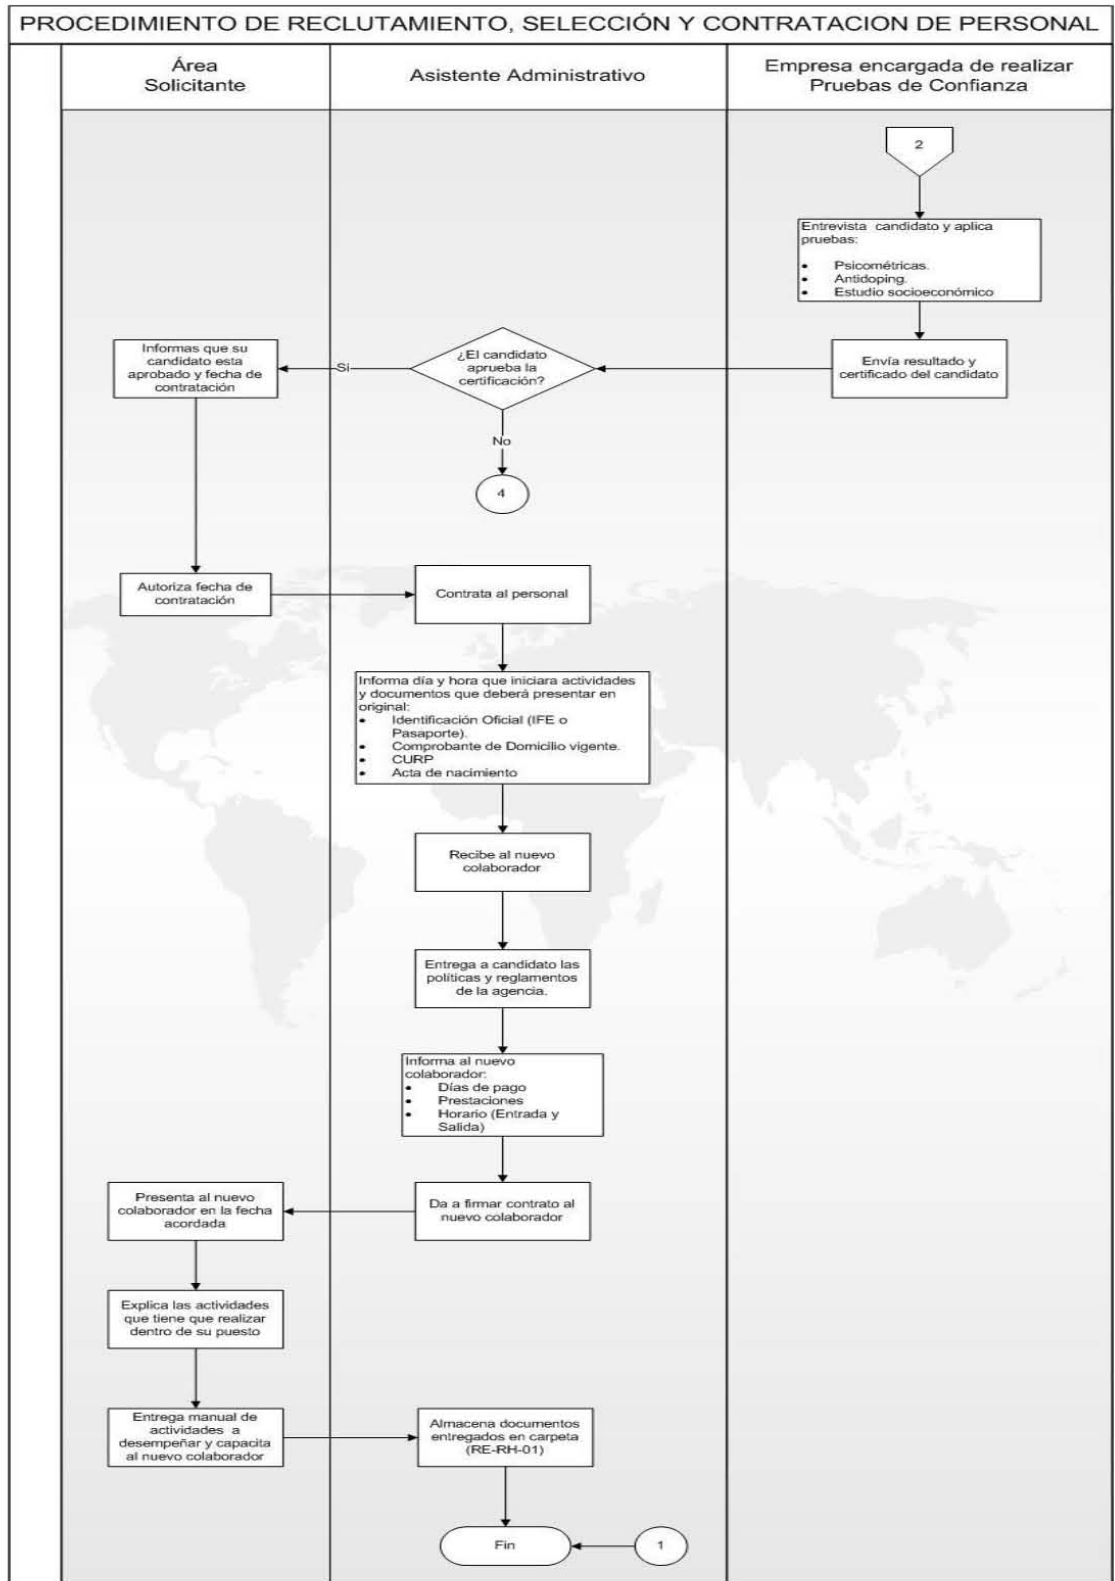 PROCEDIMIENTO DE RECLUTAMIENTO, SELECCIÓN Y CONTRATACION DE PERSONAL
Área
Solicitante
Asistente Administrativo
Empresa encargada de realizar
Pruebas de Confianza
2
Entrevista candidato y aplica
pruebas:
• Psicométricas.
• Antidoping.
• Estudio socioeconómico
Envía resultado y
certificado del candidato
¿El candidato
aprueba la
certificación?
Si
Informas que su
candidato esta
aprobado y fecha de
contratación
No
4
Autoriza fecha de
contratación
Contrata al personal
Informa día y hora que iniciara actividades
y documentos que deberá presentar en
original:
• Identificación Oficial (IFE o
Pasaporte).
• Comprobante de Domicilio vigente.
• CURP
• Acta de nacimiento
Recibe al nuevo
colaborador
Entrega a candidato las
políticas y reglamentos
de la agencia.
Informa al nuevo
colaborador:
• Días de pago
• Prestaciones
• Horario (Entrada y
Salida)
Da a firmar contrato al
nuevo colaborador
Presenta al nuevo
colaborador en la fecha
acordada
Explica las actividades
que tiene que realizar
dentro de su puesto
Entrega manual de
actividades a
desempeñar y capacita
al nuevo colaborador
Almacena documentos
entregados en carpeta
(RE-RH-01)
Fin
1